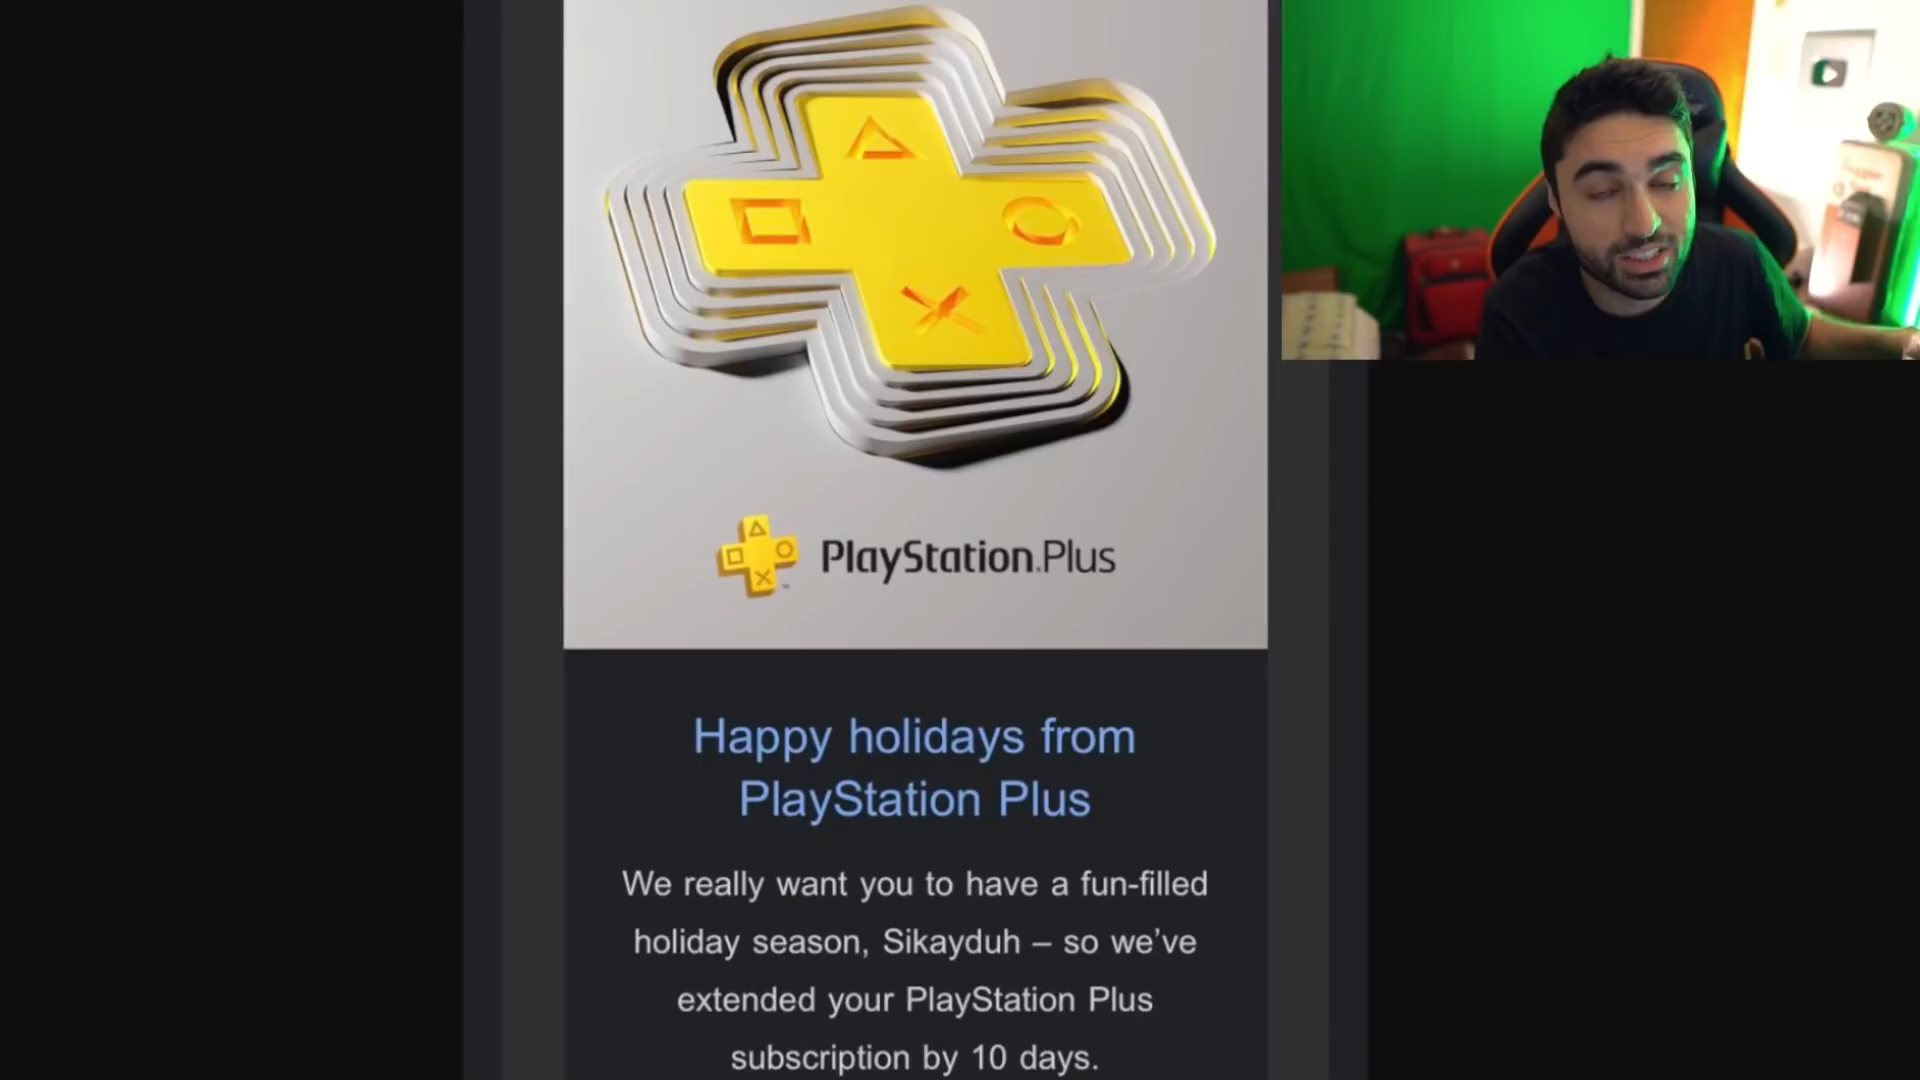 PlayStation.Plus
Happy holidays from
PlayStation Plus
We really want you to have a fun-filled
holiday season, Sikayduh – so we’ve
extended your PlayStation Plus
subscription by 10 days.